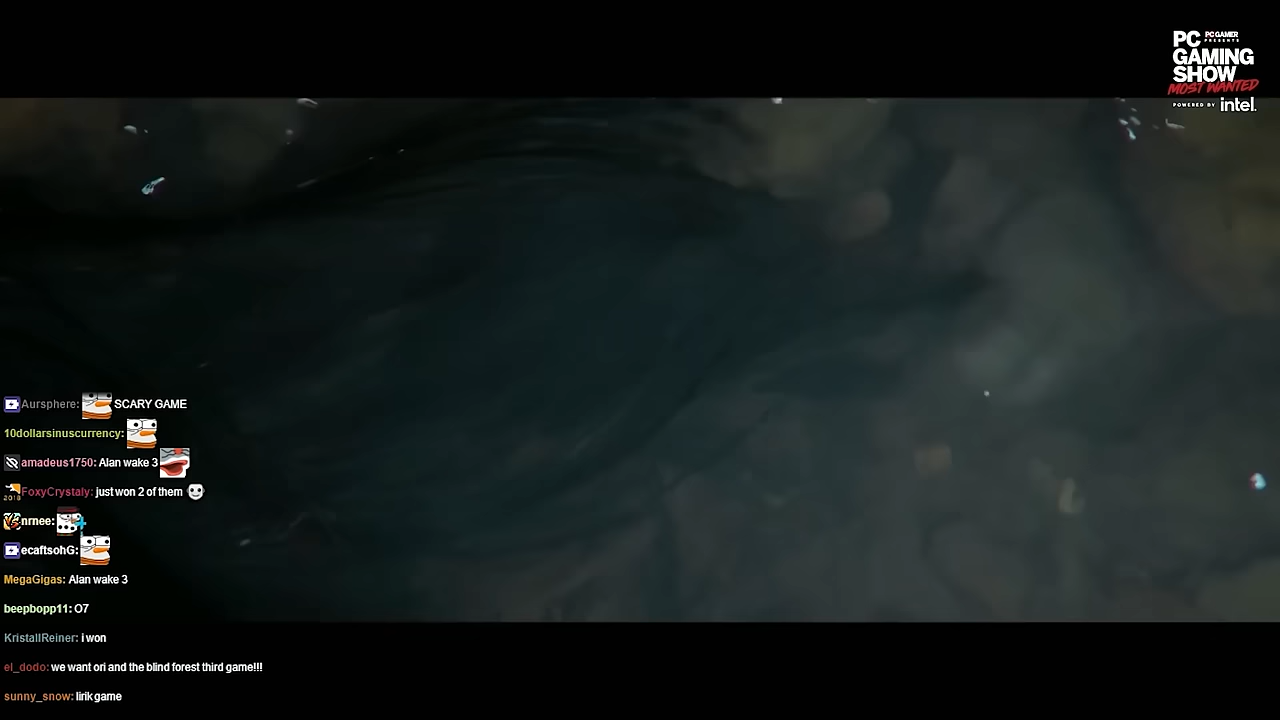 PC PC GAMER
PRESENTS
GAMING
SHOW
MOST WANTED
POWERED BY intel.
Aursphere: SCARY GAME
10dollarsinuscurrency:
amadeus1750: Alan wake 3
2018 FoxyCrystaly: just won 2 of them
nrnee:
ecaftsohG:
MegaGigas: Alan wake 3
beepbopp11: O7
KristallReiner: i won
el_dodo: we want ori and the blind forest third game!!!
sunny_snow: lirik game